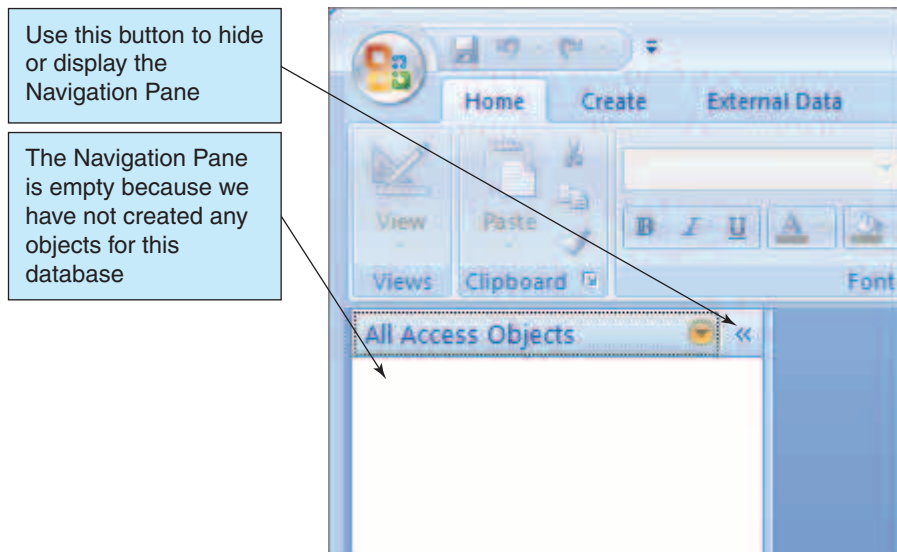 Use this button to hide
or display the
Navigation Pane
The Navigation Pane
is empty because we
have not created any
objects for this
database
Home Create External Data
View Paste
B I U A
Views Clipboard Font
All Access Objects «